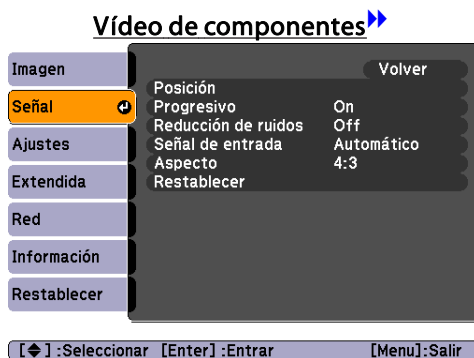 Vídeo de componentes
Imagen
Señal
Ajustes
Extendida
Red
Información
Restablecer
Volver
Posición
Progresivo On
Reducción de ruidos Off
Señal de entrada Automático
Aspecto 4:3
Restablecer
[◆] :Seleccionar [Enter] :Entrar [Menu]:Salir